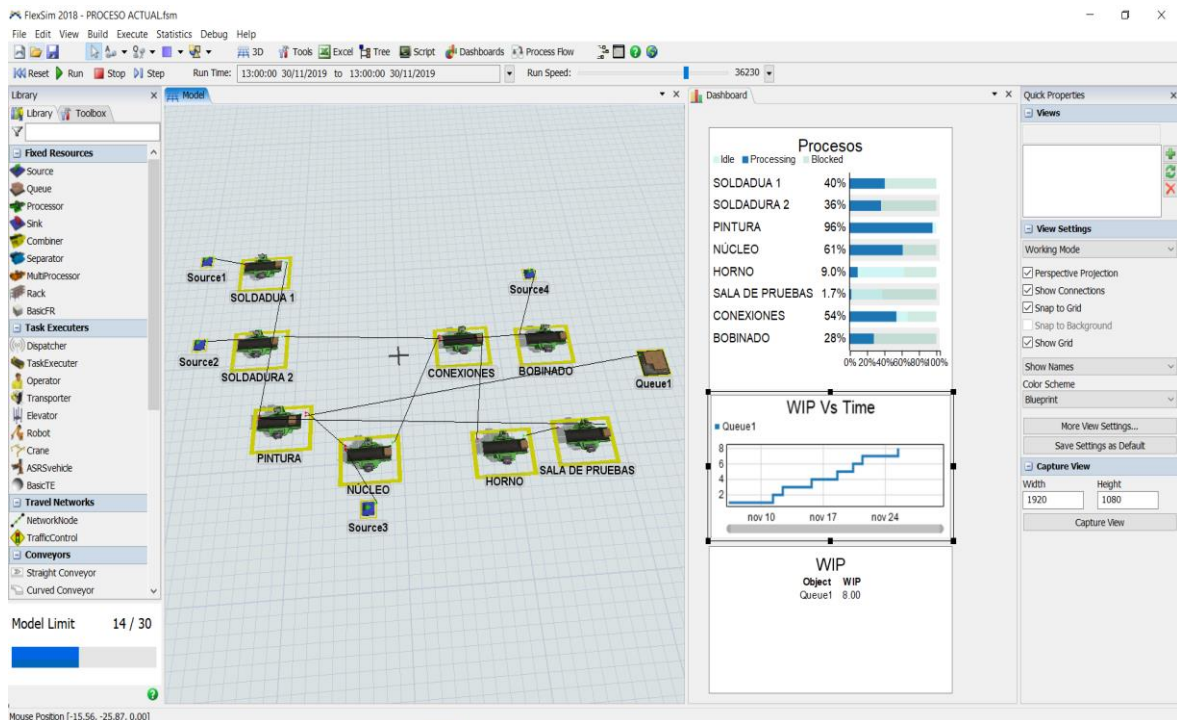 FlexSim 2018 - PROCESO ACTUAL.fsm
File Edit View Build Execute Statistics Debug Help
3D Tools Excel Tree Script Dashboards Process Flow
Reset Run Stop Step Run Time: 13:00:00 30/11/2019 to 13:00:00 30/11/2019 Run Speed: 36230
Library
Library Toolbox
Fixed Resources
Source
Queue
Processor
Sink
Combiner
Separator
MultiProcessor
Rack
BasicFR
Task Executers
Dispatcher
TaskExecuter
Operator
Transporter
Elevator
Robot
Crane
ASRSvehicle
BasicTE
Travel Networks
NetworkNode
TrafficControl
Conveyors
Straight Conveyor
Curved Conveyor
Model Limit 14 / 30
Model
Source1
SOLDADUA 1
Source4
Source2
SOLDADURA 2
CONEXIONES
BOBINADO
Queue1
PINTURA
NÚCLEO
HORNO
SALA DE PRUEBAS
Source3
Dashboard
Procesos
Idle Processing Blocked
SOLDADUA 1 40%
SOLDADURA 2 36%
PINTURA 96%
NÚCLEO 61%
HORNO 9.0%
SALA DE PRUEBAS 1.7%
CONEXIONES 54%
BOBINADO 28%
0% 20%40%60%80%100%
WIP Vs Time
Queue1
8
6
4
2
nov 10 nov 17 nov 24
WIP
Object WIP
Queue1 8.00
Quick Properties
Views
View Settings
Working Mode
Perspective Projection
Show Connections
Snap to Grid
Snap to Background
Show Grid
Show Names
Color Scheme
Blueprint
More View Settings...
Save Settings as Default
Capture View
Width Height
1920 1080
Capture View
Mouse Position [-15.56, -25.87, 0.00]